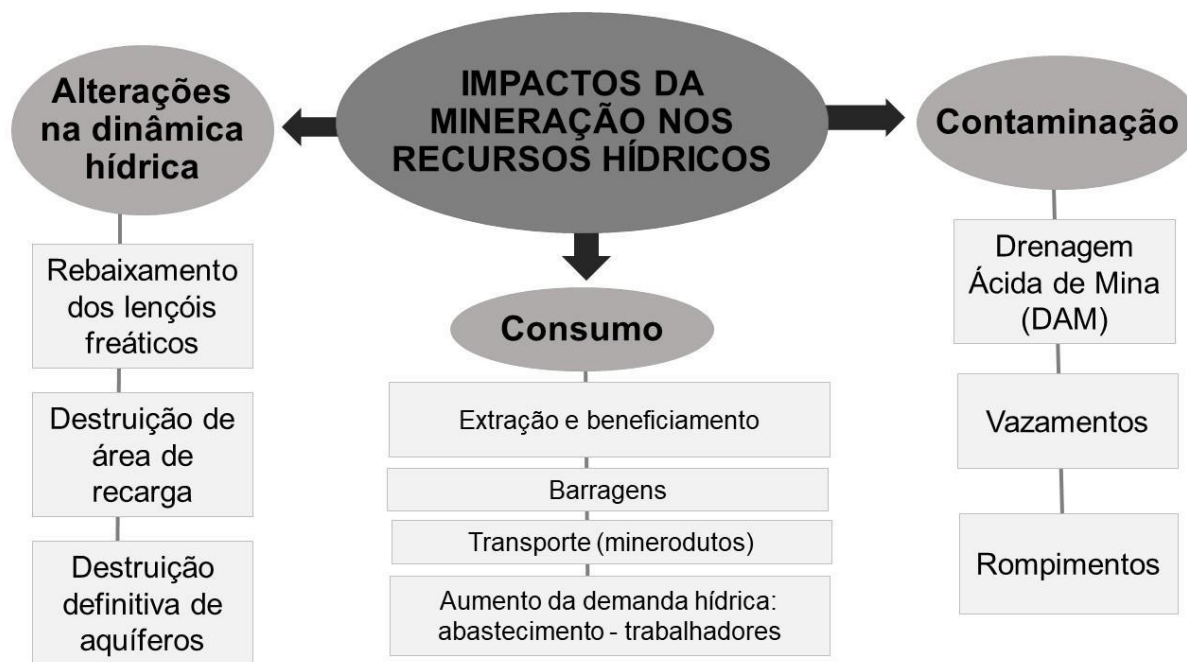 IMPACTOS DA
MINERAÇÃO NOS
RECURSOS HÍDRICOS
Alterações
na dinâmica
hídrica
Rebaixamento
dos lençóis
freáticos
Destruição de
área de
recarga
Destruição
definitiva de
aquíferos
Consumo
Extração e beneficiamento
Barragens
Transporte (minerodutos)
Aumento da demanda hídrica:
abastecimento - trabalhadores
Contaminação
Drenagem
Ácida de Mina
(DAM)
Vazamentos
Rompimentos